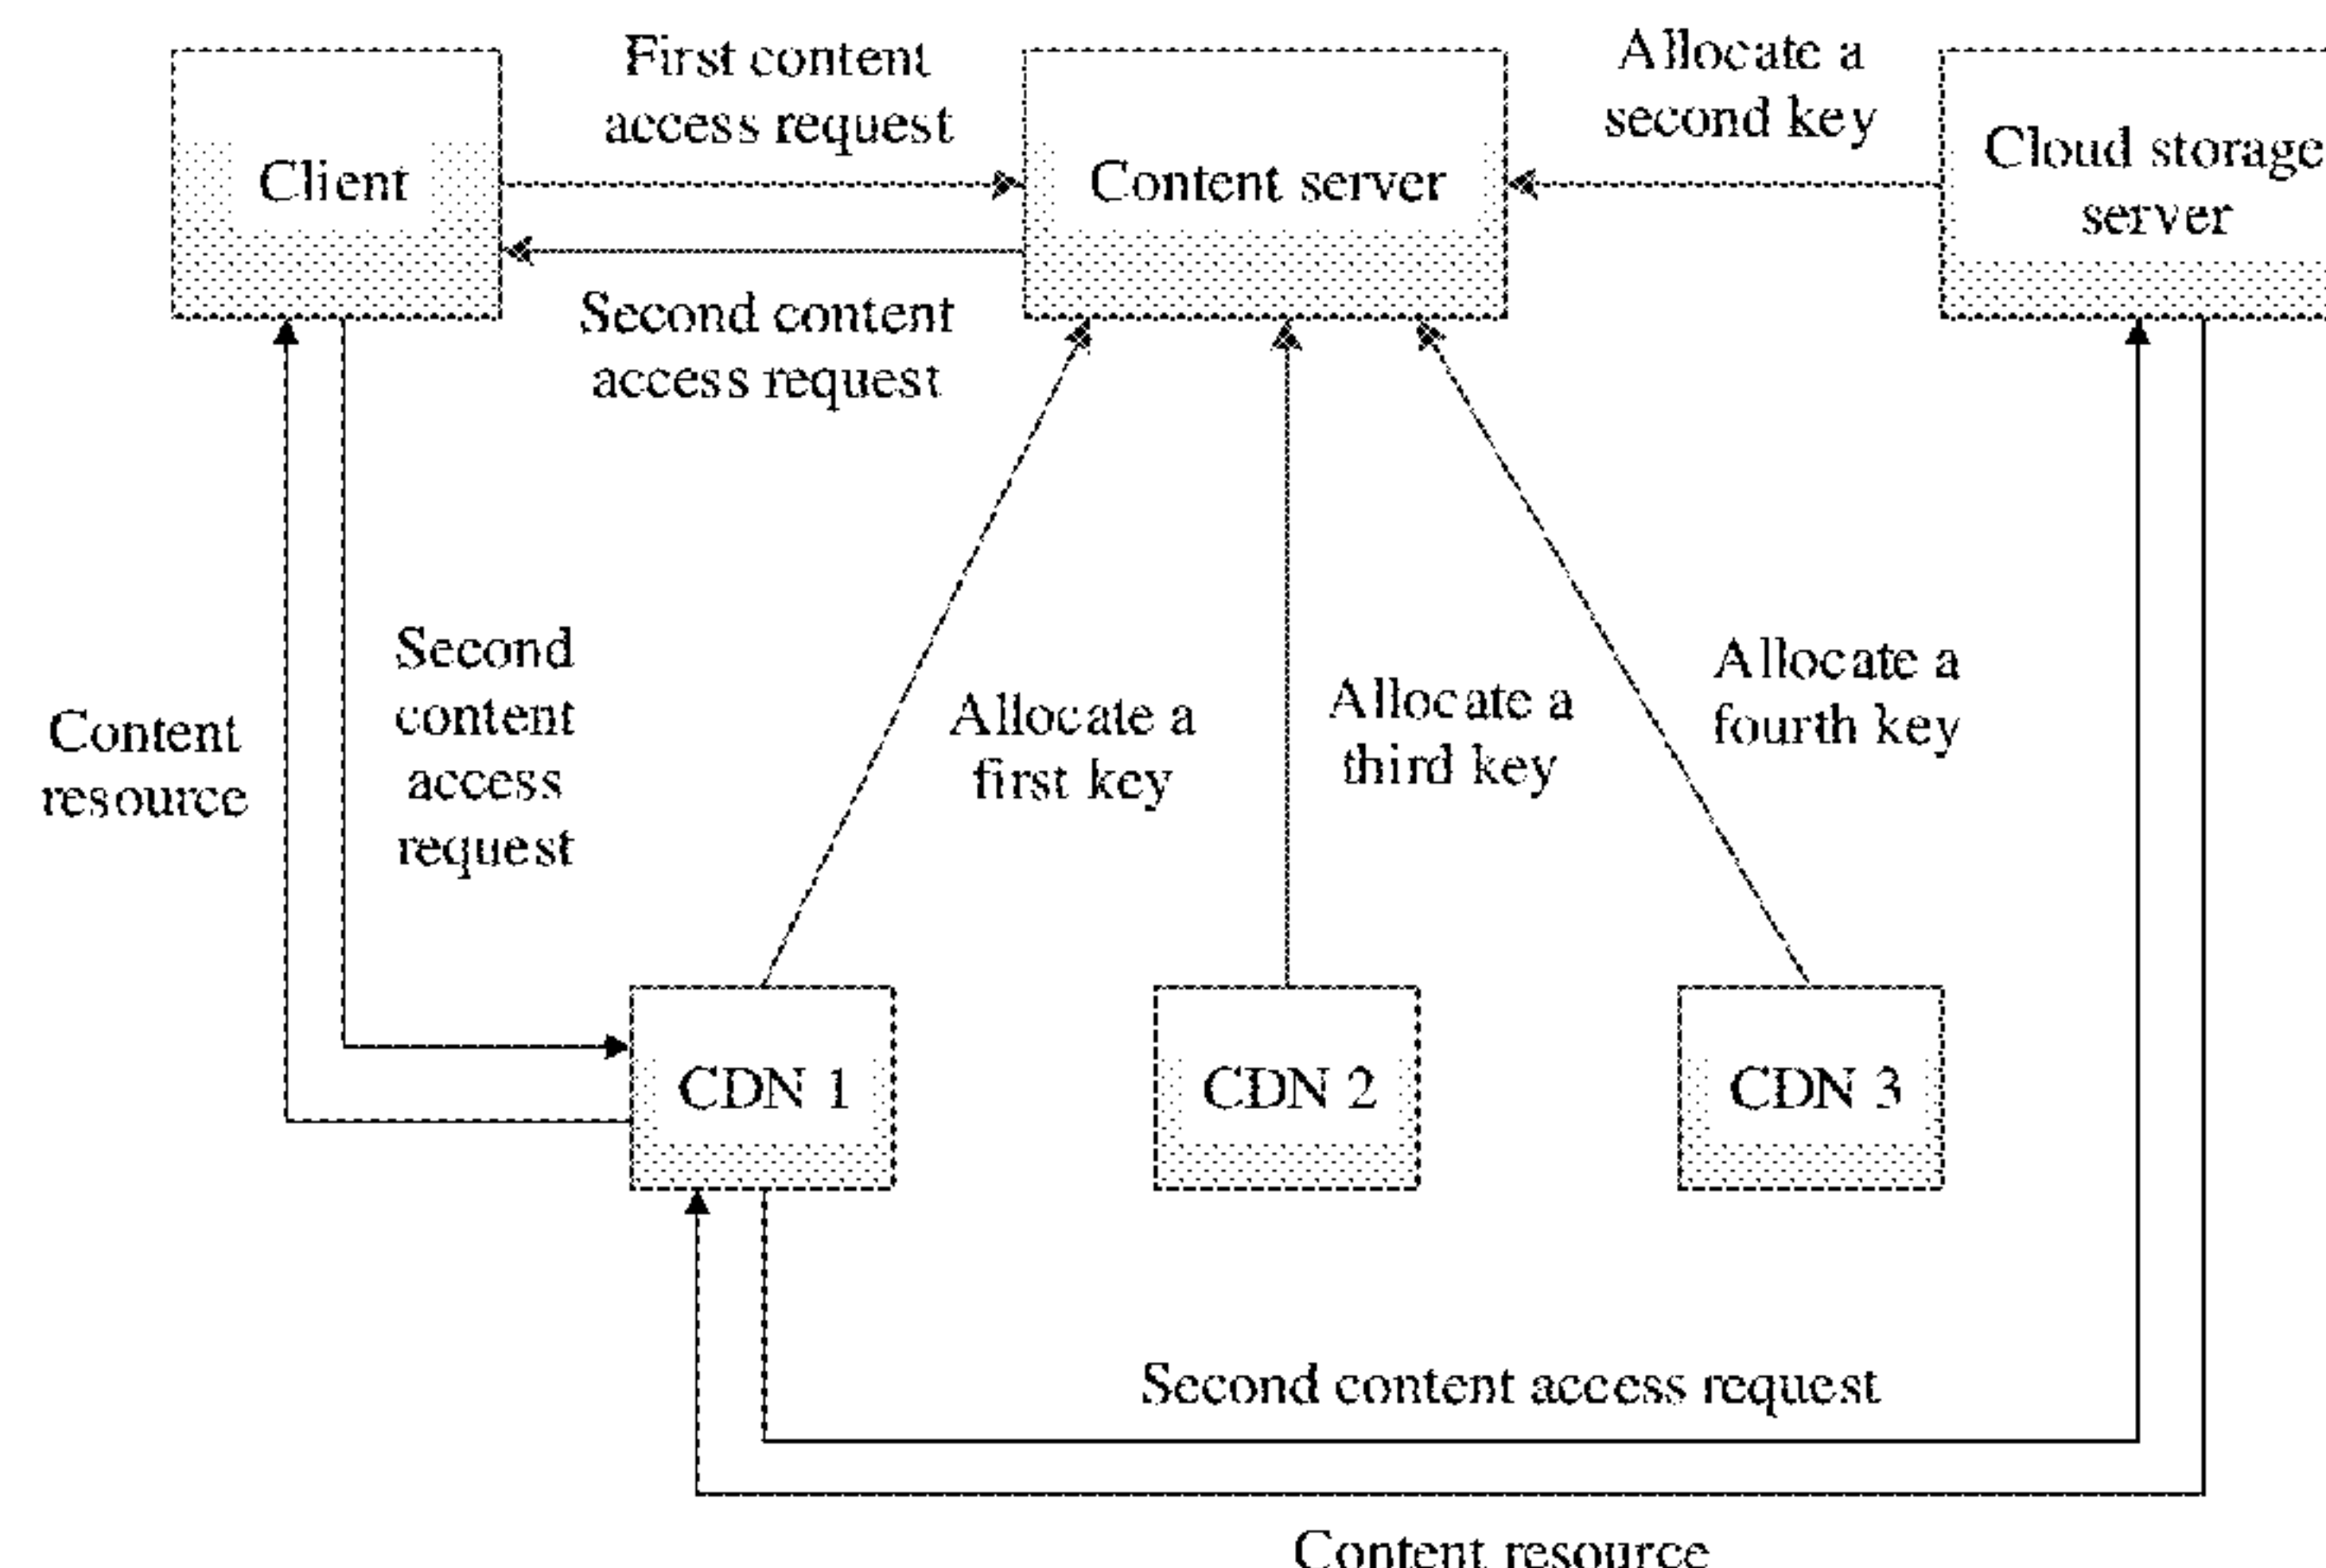 First content
access request
Allocate a
second key
Client
Content server
Cloud storage
server
Second content
access request
Second
content
access
request
Content
resource
Allocate a
first key
Allocate a
third key
Allocate a
fourth key
CDN 1
CDN 2
CDN 3
Second content access request
Content resource